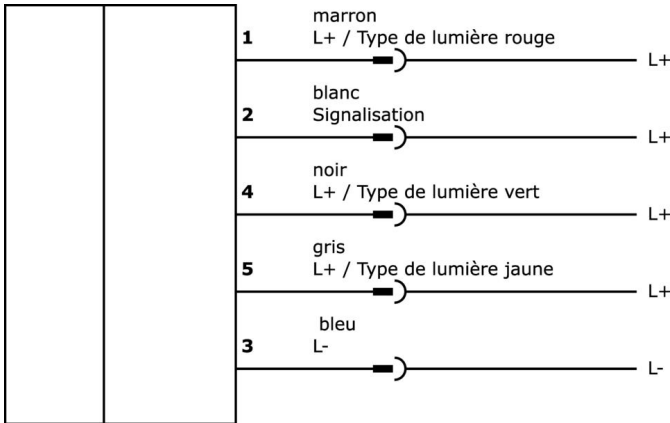 marron
1 L+ / Type de lumière rouge
L+
blanc
2 Signalisation
L+
noir
4 L+ / Type de lumière vert
L+
gris
5 L+ / Type de lumière jaune
L+
bleu
3 L-
L-